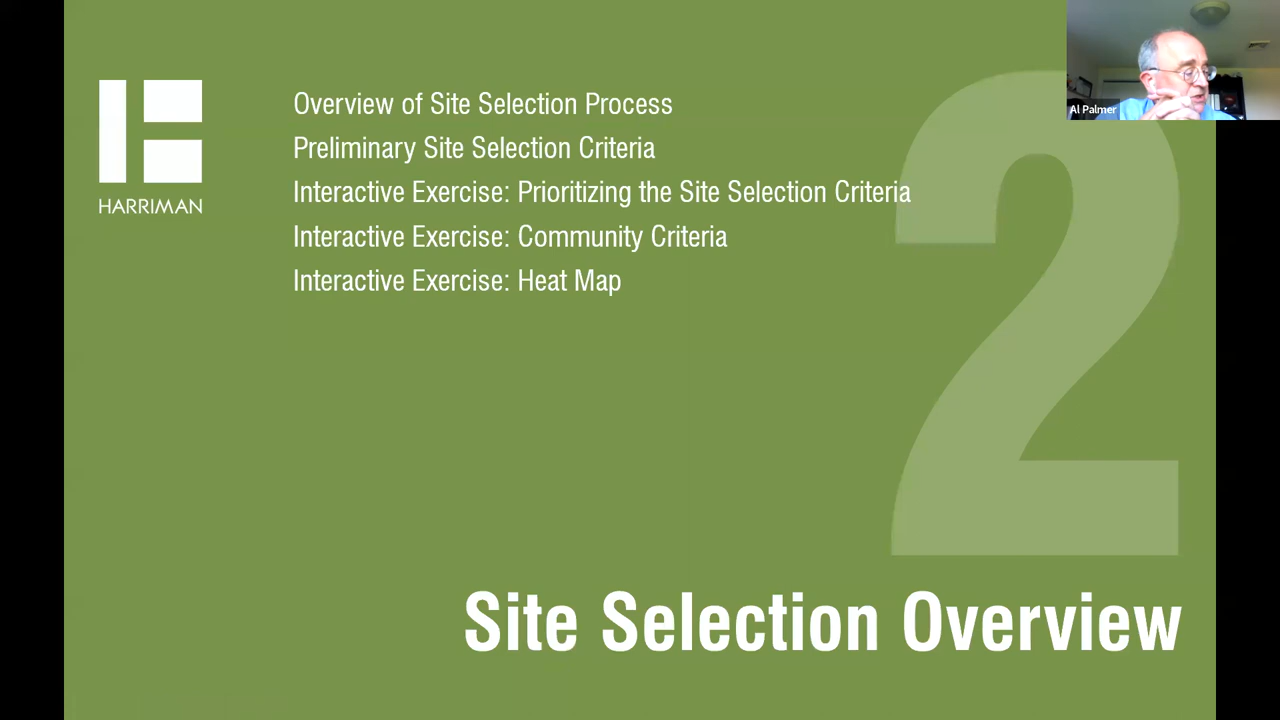 HARRIMAN
Overview of Site Selection Process
Preliminary Site Selection Criteria
Interactive Exercise: Prioritizing the Site Selection Criteria
Interactive Exercise: Community Criteria
Interactive Exercise: Heat Map
2
Site Selection Overview
Al Palmer